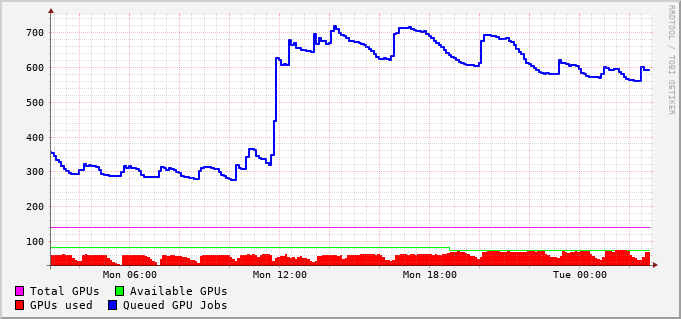 700
600
500
400
300
200
100
Mon 06:00 Mon 12:00 Mon 18:00 Tue 00:00
Total GPUs Available GPUs
GPUs used Queued GPU Jobs
RRDTOOL / TOBI OETIKER